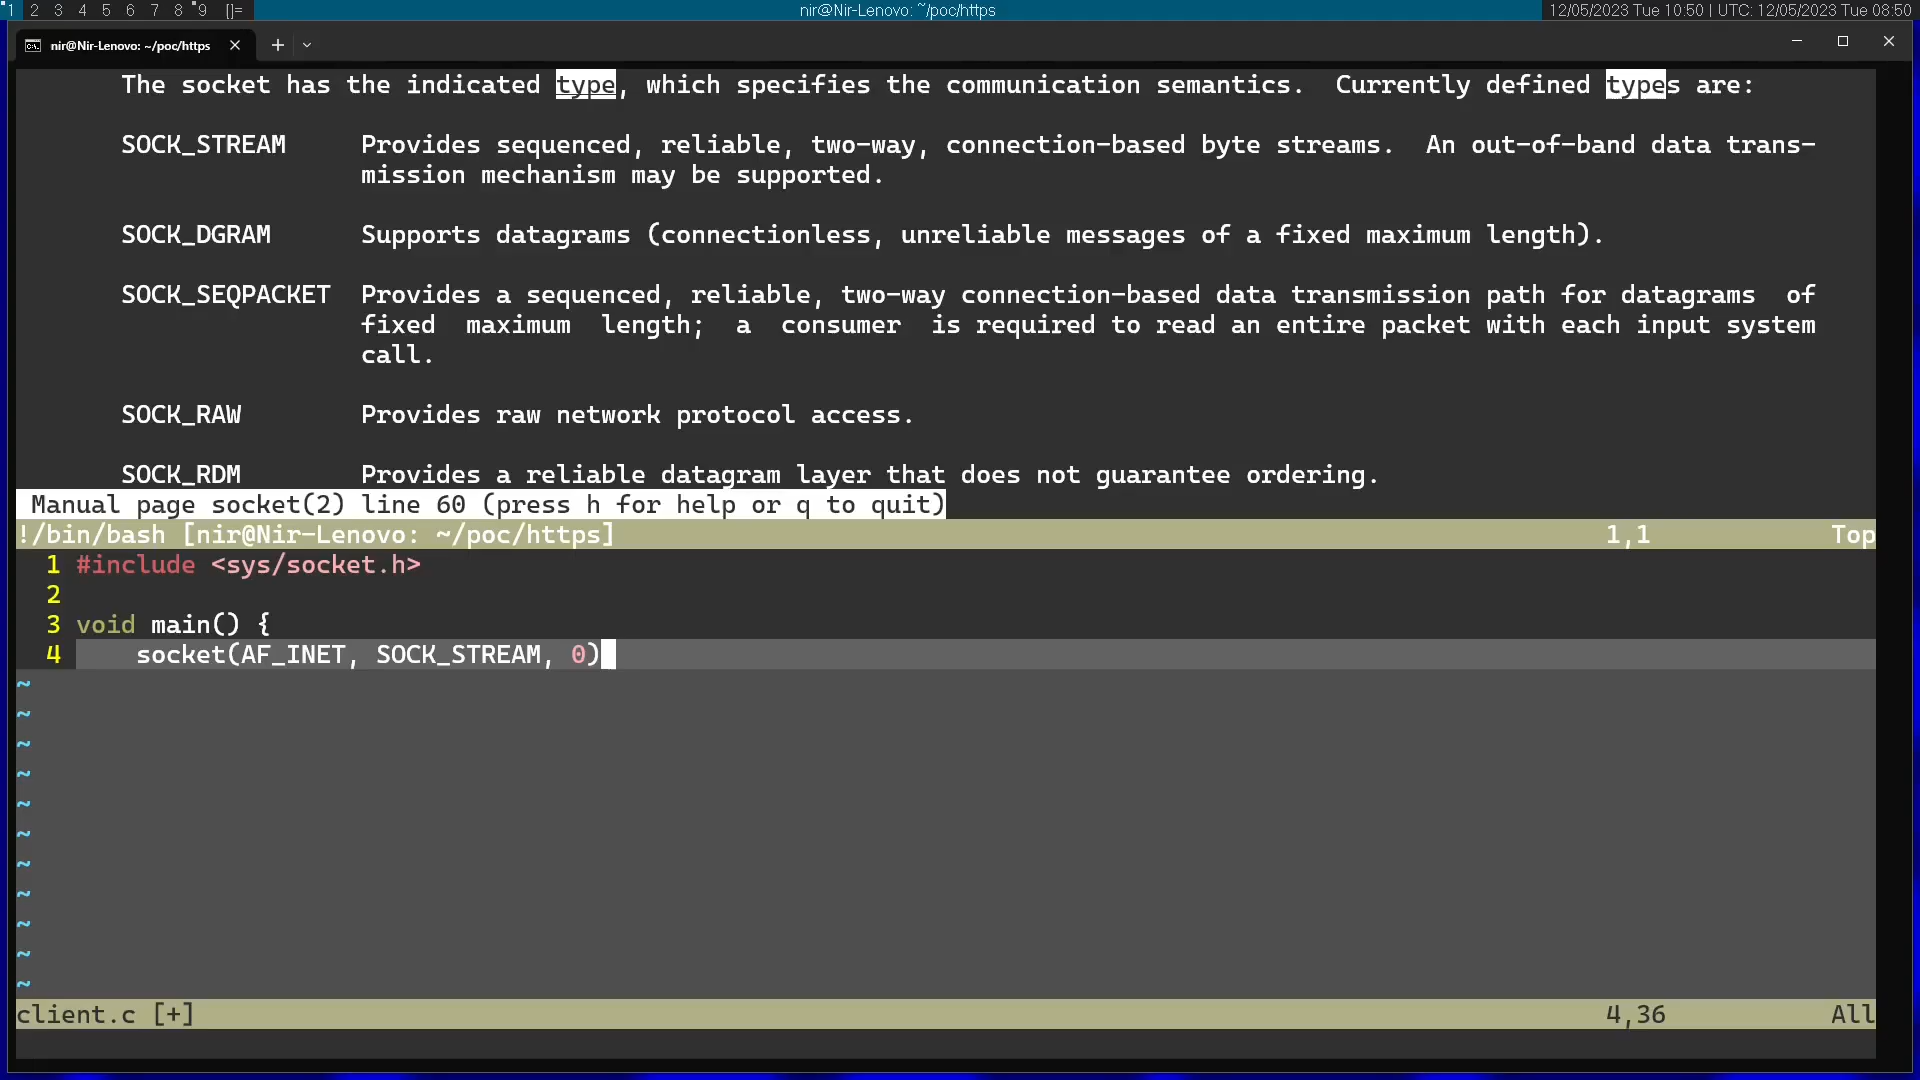 1 2 3 4 5 6 7 8 9 []= nir@Nir-Lenovo: ~/poc/https 12/05/2023 Tue 10:50 | UTC: 12/05/2023 Tue 08:50
nir@Nir-Lenovo: ~/poc/https
The socket has the indicated type, which specifies the communication semantics.  Currently defined types are:
SOCK_STREAM     Provides sequenced, reliable, two-way, connection-based byte streams.  An out-of-band data trans-
mission mechanism may be supported.
SOCK_DGRAM      Supports datagrams (connectionless, unreliable messages of a fixed maximum length).
SOCK_SEQPACKET  Provides a sequenced, reliable, two-way connection-based data transmission path for datagrams  of
fixed  maximum  length;  a  consumer  is required to read an entire packet with each input system
call.
SOCK_RAW        Provides raw network protocol access.
SOCK_RDM        Provides a reliable datagram layer that does not guarantee ordering.
Manual page socket(2) line 60 (press h for help or q to quit)
!/bin/bash [nir@Nir-Lenovo: ~/poc/https] 1,1 Top
1 #include <sys/socket.h>
2
3 void main() {
4     socket(AF_INET, SOCK_STREAM, 0)
~
~
~
~
~
~
~
~
~
~
~
client.c [+] 4,36 All